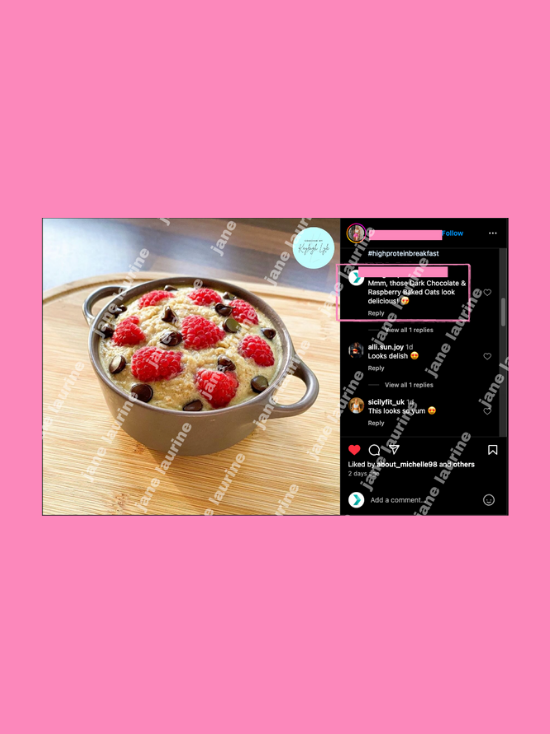 Follow
#highproteinbreakfast
Mmm, those Dark Chocolate &
Raspberry Baked Oats look
delicious! 😍
Reply
View all 1 replies
alli.sun.joy 1d
Looks delish 😍
Reply
View all 1 replies
sicilyfit_uk 1d
This looks so yum 😍
Reply
Liked by about_michelle98 and others
2 days
Add a comment...
jane laurine